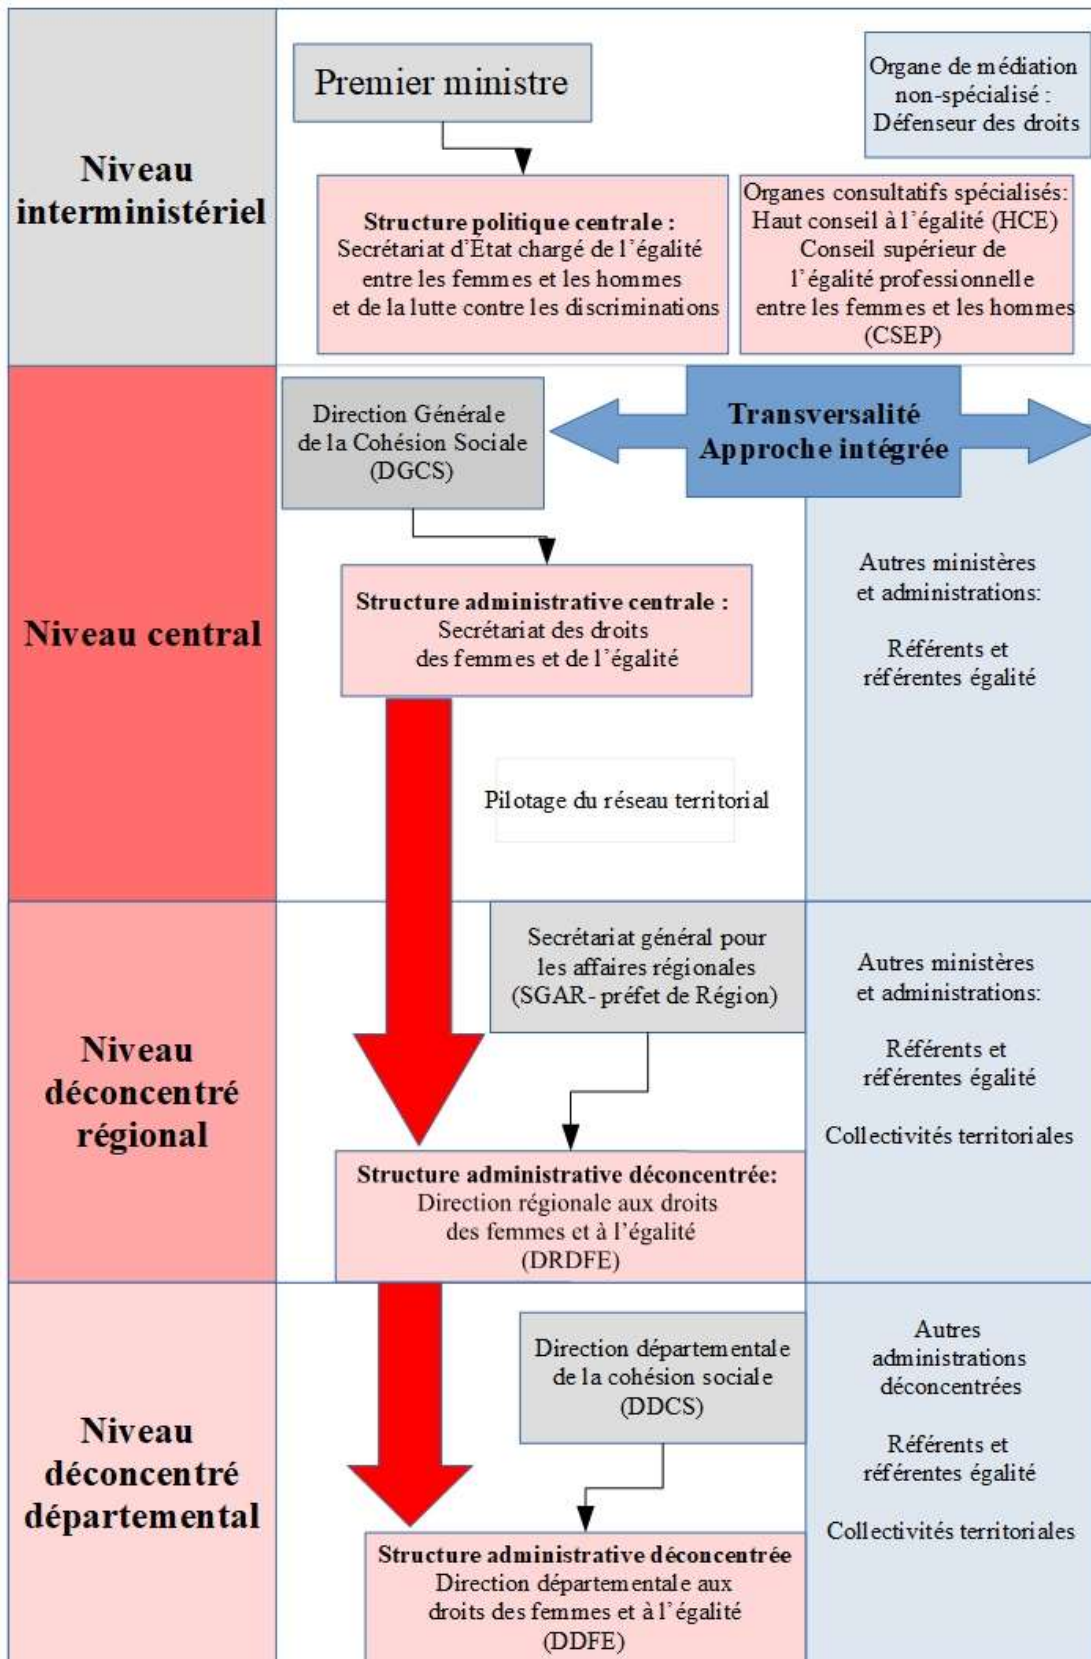 Niveau
interministériel
Premier ministre
Organe de médiation
non-spécialisé :
Défenseur des droits
Structure politique centrale :
Secrétariat d’État chargé de l’égalité
entre les femmes et les hommes
et de la lutte contre les discriminations
Organes consultatifs spécialisés:
Haut conseil à l’égalité (HCE)
Conseil supérieur de
l’égalité professionnelle
entre les femmes et les hommes
(CSEP)
Niveau central
Direction Générale
de la Cohésion Sociale
(DGCS)
Transversalité
Approche intégrée
Structure administrative centrale :
Secrétariat des droits
des femmes et de l’égalité
Autres ministères
et administrations:
Référents et
référentes égalité
Pilotage du réseau territorial
Niveau
déconcentré
régional
Secrétariat général pour
les affaires régionales
(SGAR- préfet de Région)
Structure administrative déconcentrée:
Direction régionale aux droits
des femmes et à l’égalité
(DRDFE)
Autres ministères
et administrations:
Référents et
référentes égalité
Collectivités territoriales
Niveau
déconcentré
départemental
Direction départementale
de la cohésion sociale
(DDCS)
Structure administrative déconcentrée
Direction départementale aux
droits des femmes et à l’égalité
(DDFE)
Autres
administrations
déconcentrées
Référents et
référentes égalité
Collectivités territoriales